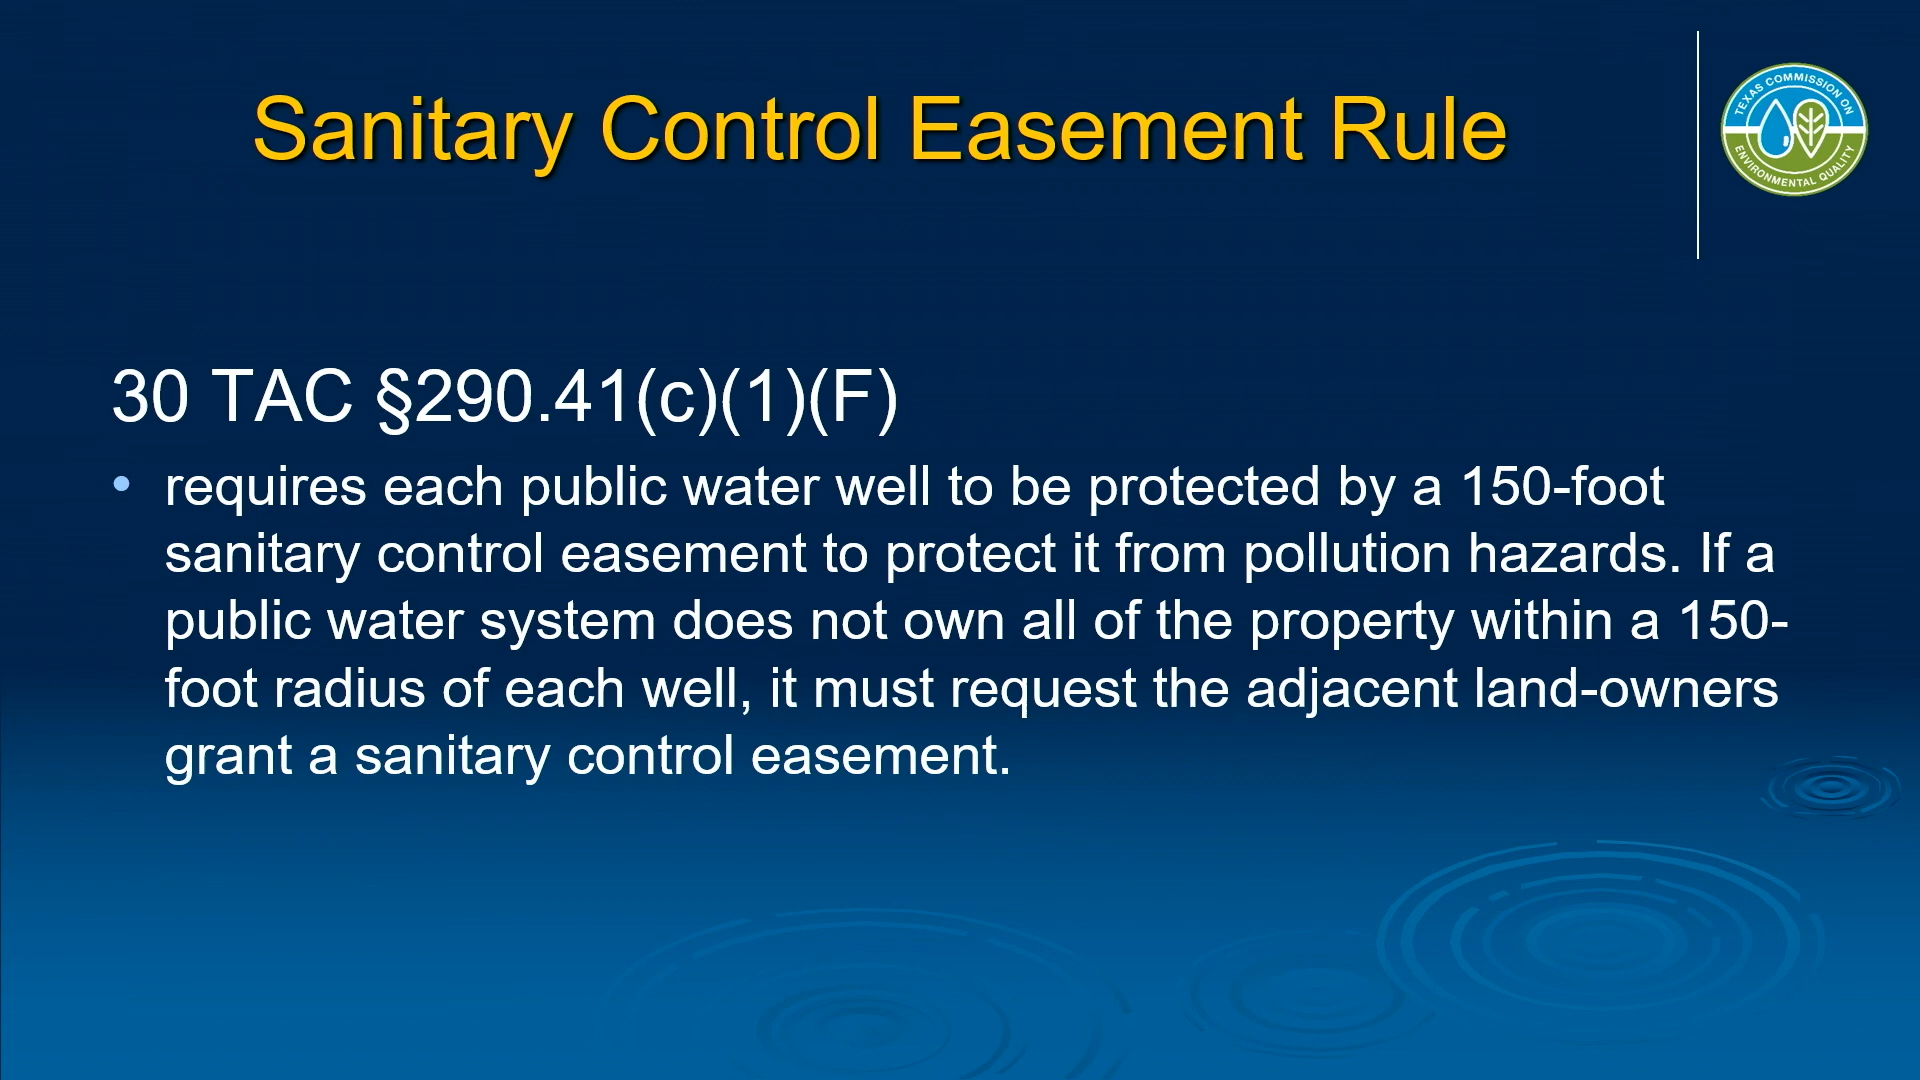 Sanitary Control Easement Rule
TEXAS COMMISSION ON
ENVIRONMENTAL QUALITY
30 TAC §290.41(c)(1)(F)
• requires each public water well to be protected by a 150-foot
sanitary control easement to protect it from pollution hazards. If a
public water system does not own all of the property within a 150-
foot radius of each well, it must request the adjacent land-owners
grant a sanitary control easement.